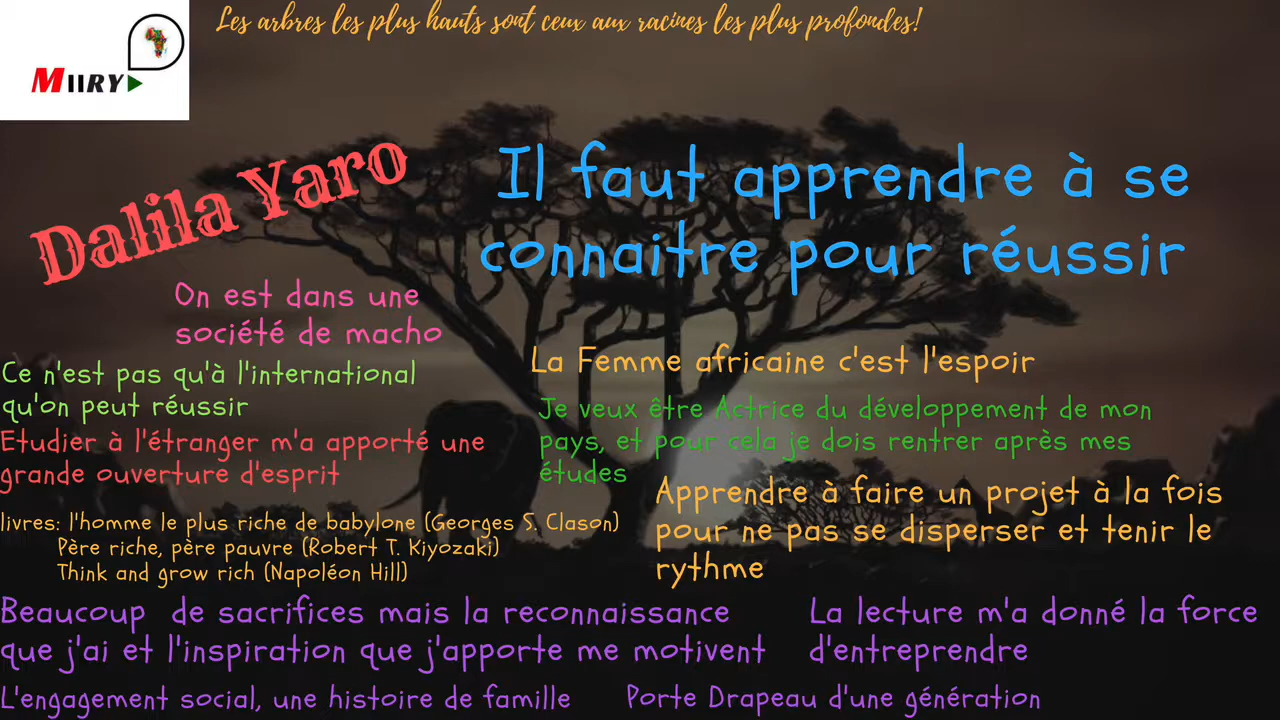 Les arbres les plus hauts sont ceux aux racines les plus profondes!
MIIRY
Dalila Yaro
Il faut apprendre à se
connaitre pour réussir
On est dans une
société de macho
Ce n'est pas qu'à l'international
qu'on peut réussir
Etudier à l'étranger m'a apporté une
grande ouverture d'esprit
La Femme africaine c'est l'espoir
Je veux être Actrice du développement de mon
pays, et pour cela je dois rentrer après mes
études
livres: l'homme le plus riche de babylone (Georges S. Clason)
Père riche, père pauvre (Robert T. Kiyozaki)
Think and grow rich (Napoléon Hill)
Apprendre à faire un projet à la fois
pour ne pas se disperser et tenir le
rythme
Beaucoup de sacrifices mais la reconnaissance
que j'ai et l'inspiration que j'apporte me motivent
La lecture m'a donné la force
d'entreprendre
L'engagement social, une histoire de famille
Porte Drapeau d'une génération